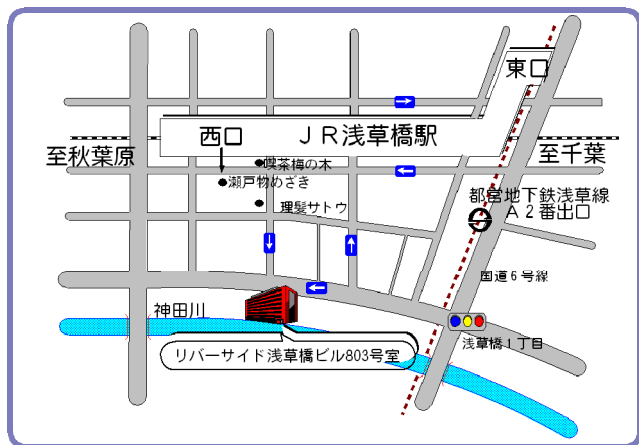 東口
西口
ＪＲ浅草橋駅
至秋葉原
至千葉
喫茶梅の木
瀬戸物めざき
都営地下鉄浅草線
Ａ２番出口
理髪サトウ
国道６号線
神田川
浅草橋１丁目
リバーサイド浅草橋ビル803号室